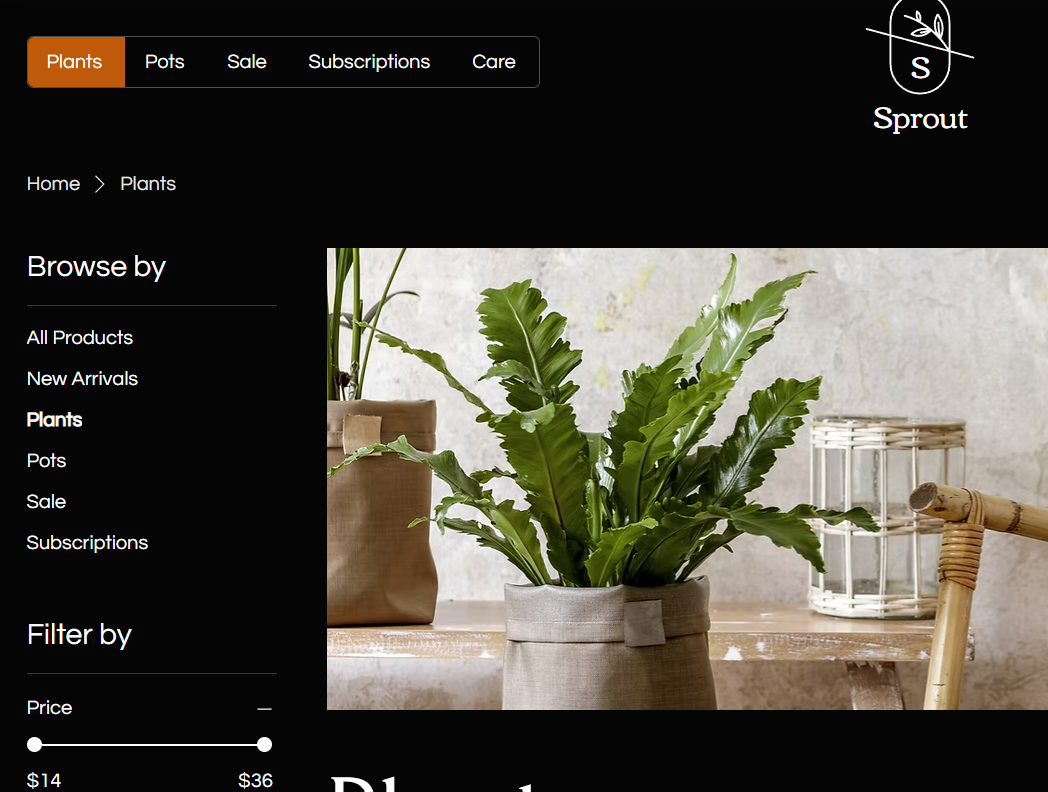 Plants Pots Sale Subscriptions Care
S
Sprout
Home Plants
Browse by
All Products
New Arrivals
Plants
Pots
Sale
Subscriptions
Filter by
Price
$14 $36